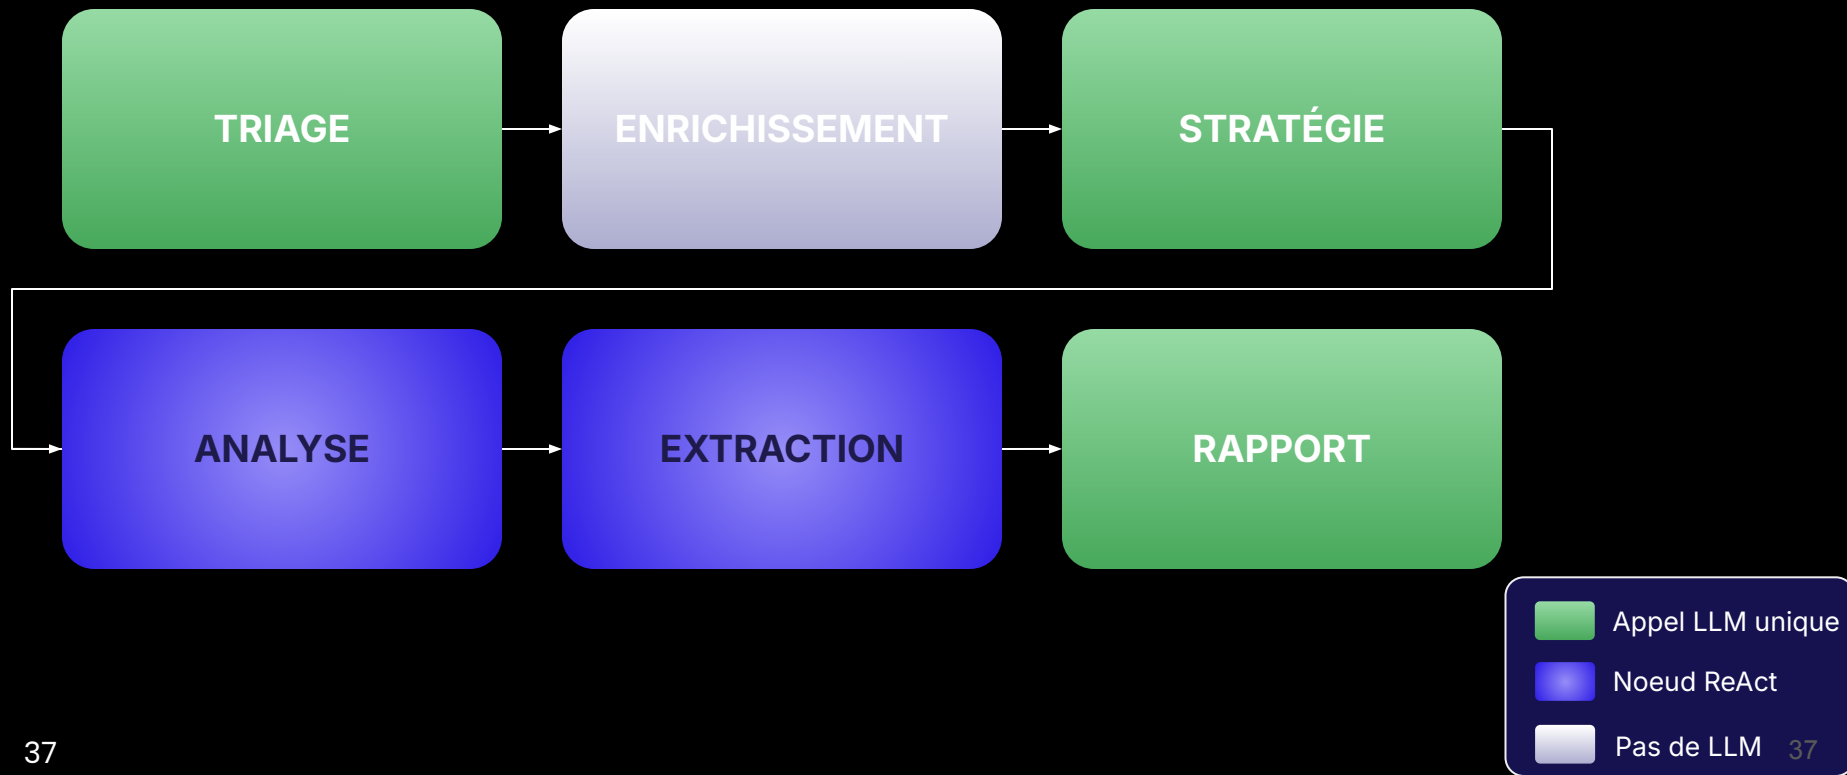 TRIAGE
ENRICHISSEMENT
STRATÉGIE
ANALYSE
EXTRACTION
RAPPORT
Appel LLM unique
Noeud ReAct
Pas de LLM
37
37